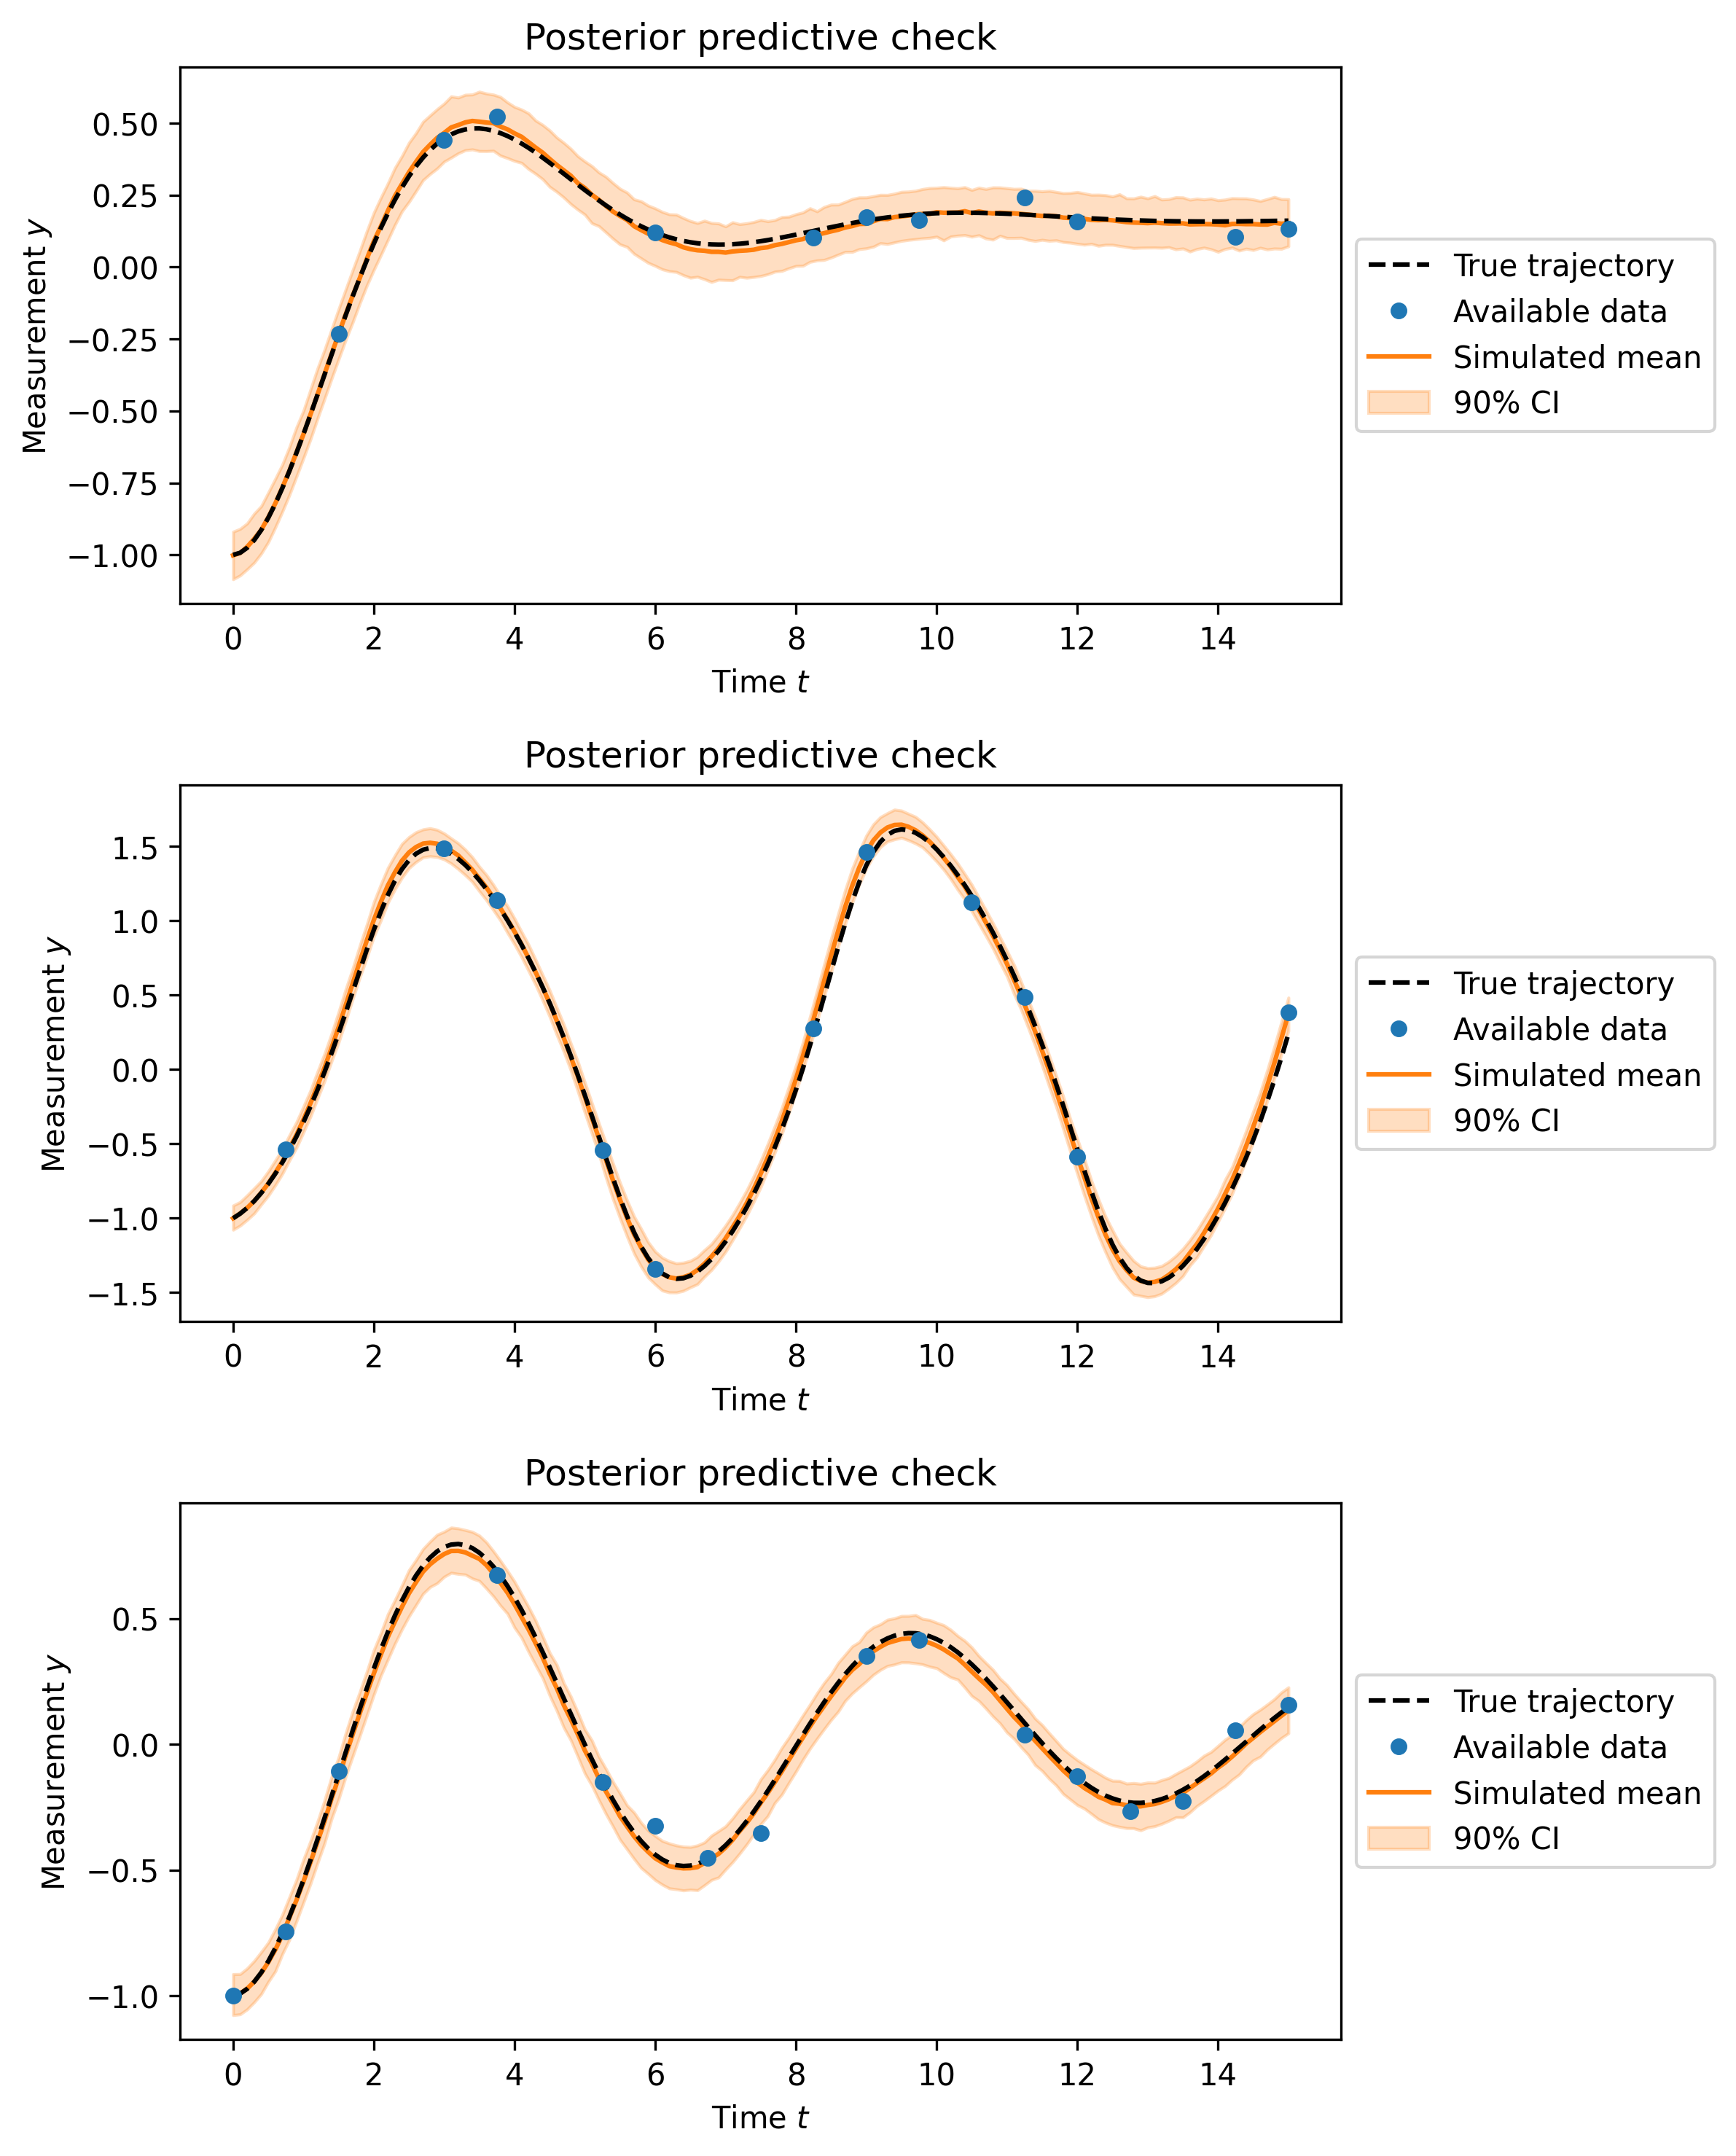 Posterior predictive check
Measurement y
0.50
0.25
0.00
−0.25
−0.50
−0.75
−1.00
0 2 4 6 8 10 12 14
Time t
True trajectory
Available data
Simulated mean
90% CI
Posterior predictive check
Measurement y
1.5
1.0
0.5
0.0
−0.5
−1.0
−1.5
0 2 4 6 8 10 12 14
Time t
True trajectory
Available data
Simulated mean
90% CI
Posterior predictive check
Measurement y
0.5
0.0
−0.5
−1.0
0 2 4 6 8 10 12 14
Time t
True trajectory
Available data
Simulated mean
90% CI